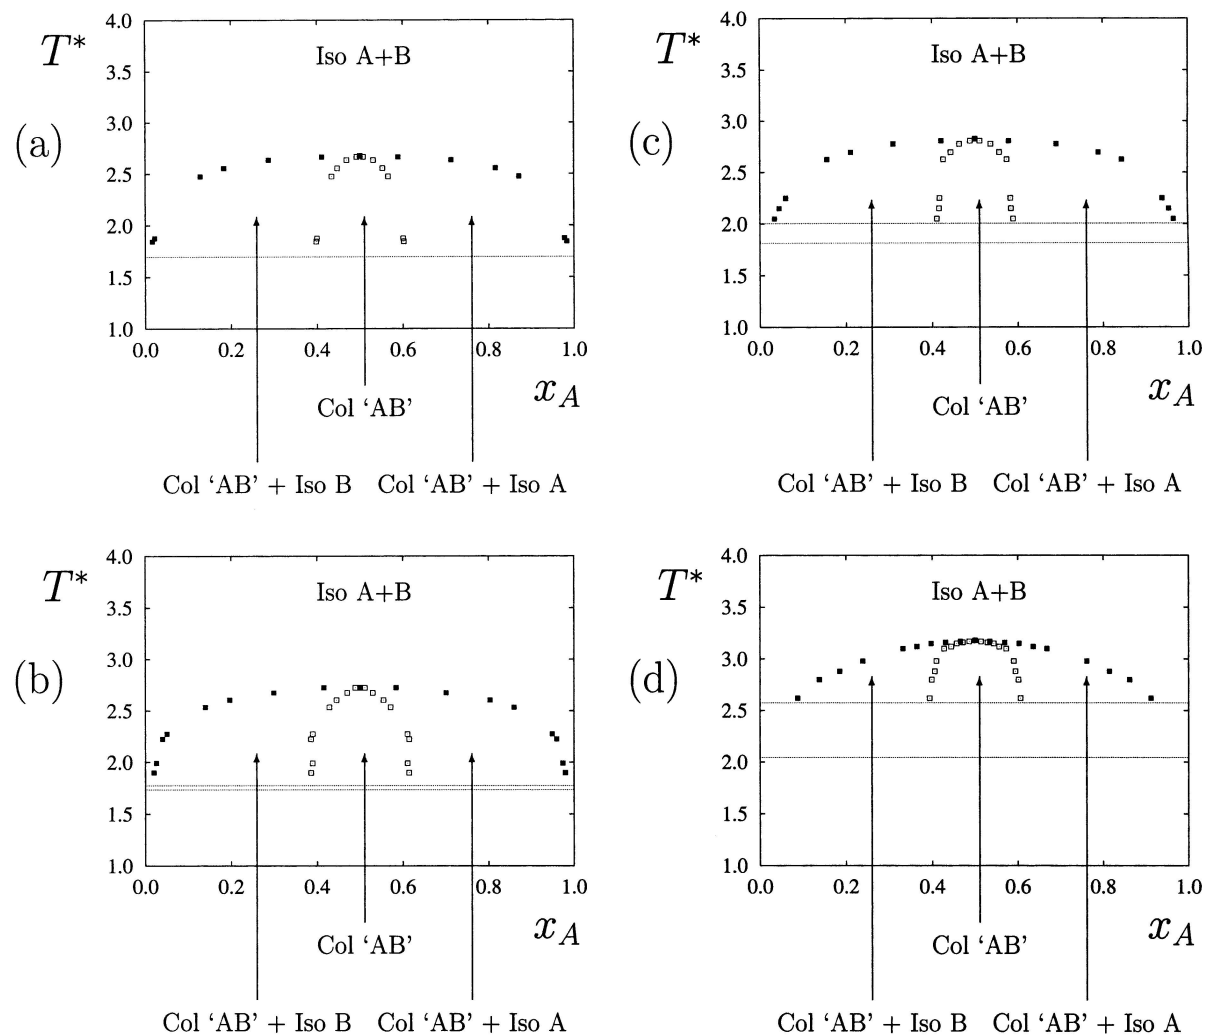 (a)
T*
Iso A+B
4.0
3.5
3.0
2.5
2.0
1.5
1.0
0.0 0.2 0.4 0.6 0.8 1.0
x_A
Col ‘AB’
Col ‘AB’ + Iso B Col ‘AB’ + Iso A
(c)
T*
Iso A+B
4.0
3.5
3.0
2.5
2.0
1.5
1.0
0.0 0.2 0.4 0.6 0.8 1.0
x_A
Col ‘AB’
Col ‘AB’ + Iso B Col ‘AB’ + Iso A
(b)
T*
Iso A+B
4.0
3.5
3.0
2.5
2.0
1.5
1.0
0.0 0.2 0.4 0.6 0.8 1.0
x_A
Col ‘AB’
Col ‘AB’ + Iso B Col ‘AB’ + Iso A
(d)
T*
Iso A+B
4.0
3.5
3.0
2.5
2.0
1.5
1.0
0.0 0.2 0.4 0.6 0.8 1.0
x_A
Col ‘AB’
Col ‘AB’ + Iso B Col ‘AB’ + Iso A